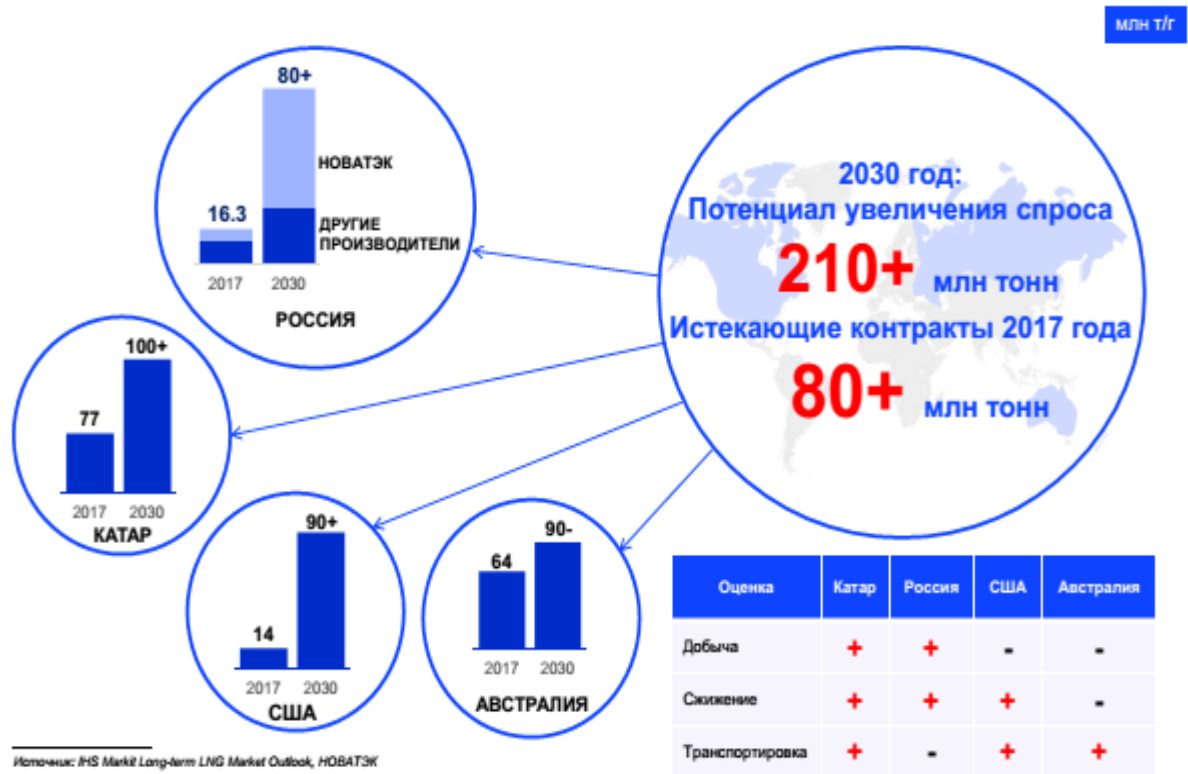 млн т/г
80+
НОВАТЭК
16.3
ДРУГИЕ
ПРОИЗВОДИТЕЛИ
2017 2030
РОССИЯ
2030 год:
Потенциал увеличения спроса
210+ млн тонн
Истекающие контракты 2017 года
80+ млн тонн
100+
77
2017 2030
КАТАР
90+
14
2017 2030
США
90-
64
2017 2030
АВСТРАЛИЯ
Оценка Катар Россия США Австралия
Добыча + + - -
Сжижение + + + -
Транспортировка + - + +
Источник: IHS Markit Long-term LNG Market Outlook, НОВАТЭК